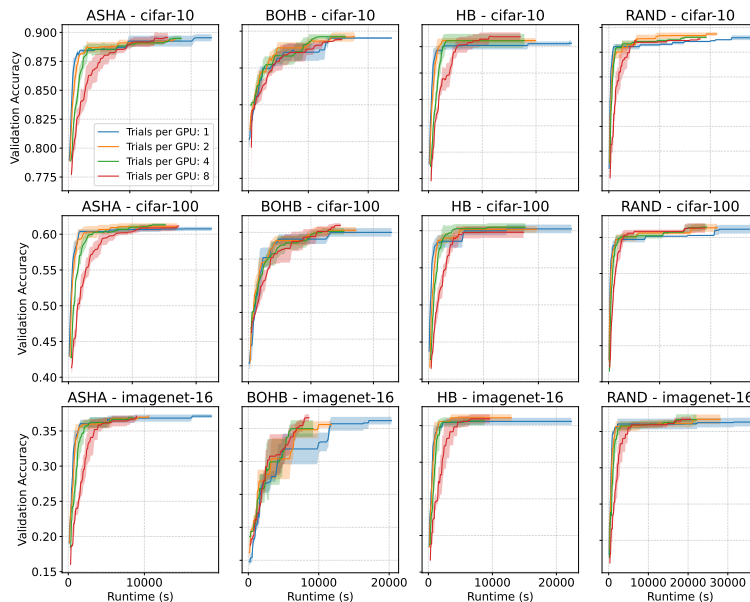 ASHA - cifar-10
BOHB - cifar-10
HB - cifar-10
RAND - cifar-10
Validation Accuracy
0.900
0.875
0.850
0.825
0.800
0.775
Trials per GPU: 1
Trials per GPU: 2
Trials per GPU: 4
Trials per GPU: 8
ASHA - cifar-100
BOHB - cifar-100
HB - cifar-100
RAND - cifar-100
Validation Accuracy
0.60
0.55
0.50
0.45
0.40
ASHA - imagenet-16
BOHB - imagenet-16
HB - imagenet-16
RAND - imagenet-16
Validation Accuracy
0.35
0.30
0.25
0.20
0.15
0 10000
0 10000 20000
0 10000 20000
0 10000 20000 30000
Runtime (s)
Runtime (s)
Runtime (s)
Runtime (s)